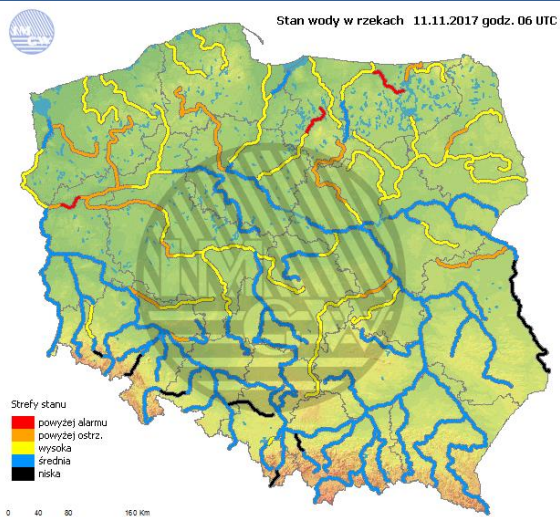 Stan wody w rzekach 11.11.2017 godz. 06 UTC
Strefy stanu
powyżej alarmu
powyżej ostrz.
wysoka
średnia
niska
0 40 80 160 Km